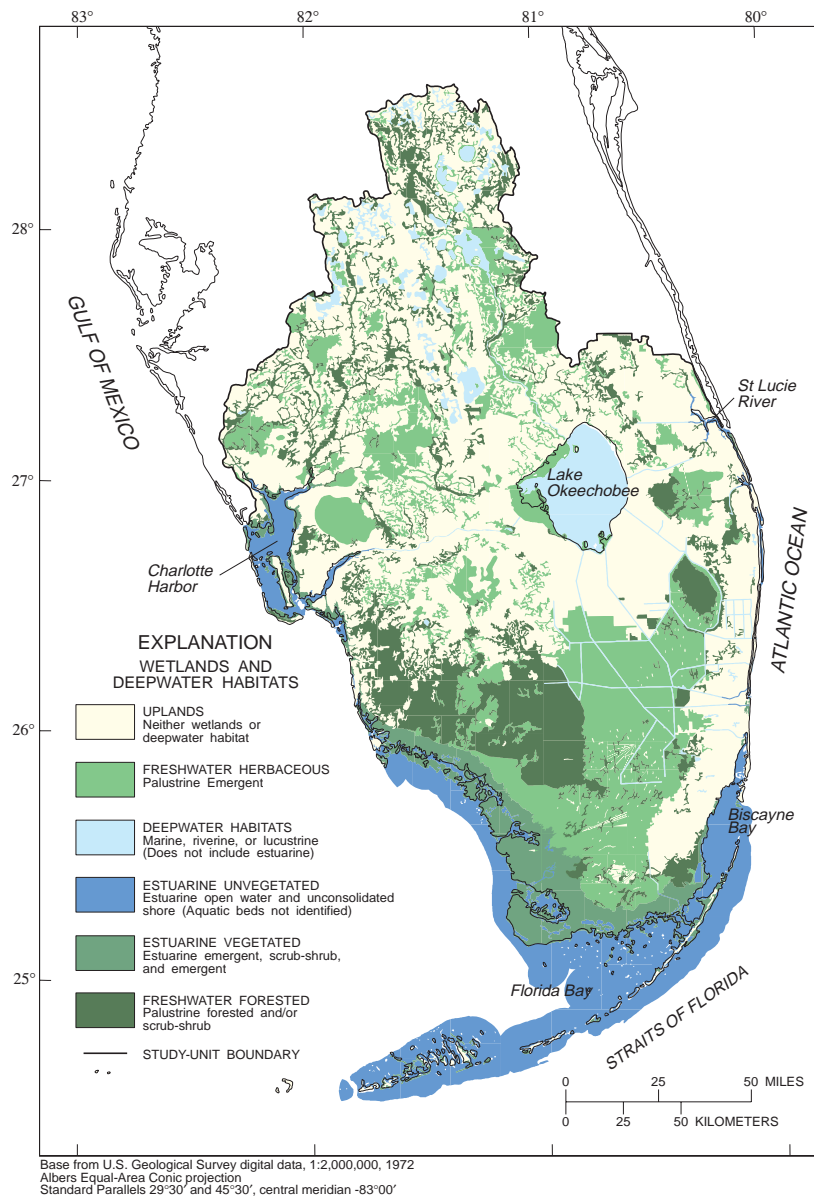 83°
82°
81°
80°
28°
27°
26°
25°
GULF OF MEXICO
St Lucie
River
Lake
Okeechobee
Charlotte
Harbor
ATLANTIC OCEAN
Biscayne
Bay
Florida Bay
STRAITS OF FLORIDA
EXPLANATION
WETLANDS AND
DEEPWATER HABITATS
UPLANDS
Neither wetlands or
deepwater habitat
FRESHWATER HERBACEOUS
Palustrine Emergent
DEEPWATER HABITATS
Marine, riverine, or lucustrine
(Does not include estuarine)
ESTUARINE UNVEGETATED
Estuarine open water and unconsolidated
shore (Aquatic beds not identified)
ESTUARINE VEGETATED
Estuarine emergent, scrub-shrub,
and emergent
FRESHWATER FORESTED
Palustrine forested and/or
scrub-shrub
STUDY-UNIT BOUNDARY
0 25 50 MILES
0 25 50 KILOMETERS
Base from U.S. Geological Survey digital data, 1:2,000,000, 1972
Albers Equal-Area Conic projection
Standard Parallels 29°30′ and 45°30′, central meridian -83°00′